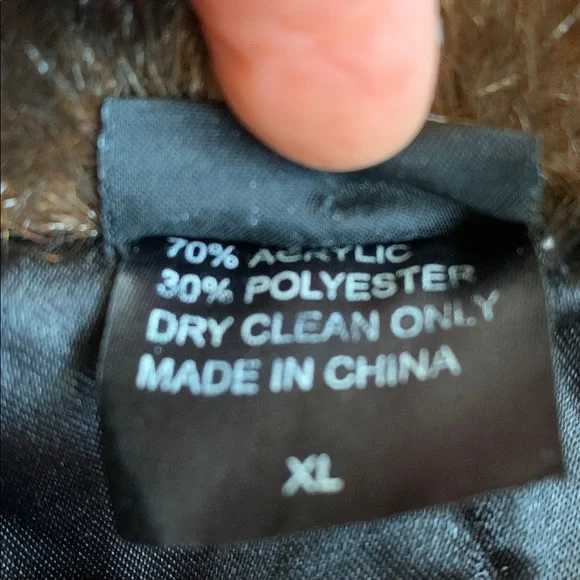 70% ACRYLIC
30% POLYESTER
DRY CLEAN ONLY
MADE IN CHINA
XL